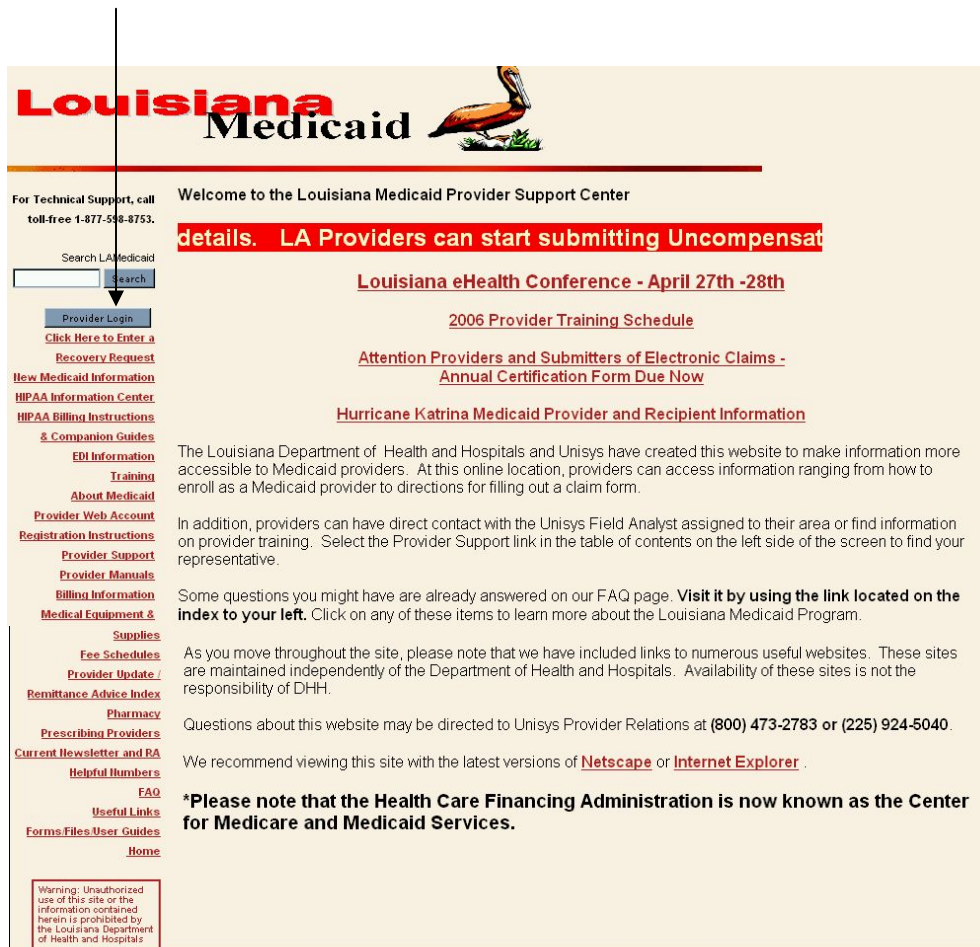 Louisiana
Medicaid
For Technical Support, call
toll-free 1-877-598-8753.
Search LAMedicaid
Search
Provider Login
Click Here to Enter a
Recovery Request
New Medicaid Information
HIPAA Information Center
HIPAA Billing Instructions
& Companion Guides
EDI Information
Training
About Medicaid
Provider Web Account
Registration Instructions
Provider Support
Provider Manuals
Billing Information
Medical Equipment &
Supplies
Fee Schedules
Provider Update /
Remittance Advice Index
Pharmacy
Prescribing Providers
Current Newsletter and RA
Helpful Numbers
FAQ
Useful Links
Forms/Files/User Guides
Home
Warning: Unauthorized
use of this site or the
information contained
herein is prohibited by
the Louisiana Department
of Health and Hospitals
Welcome to the Louisiana Medicaid Provider Support Center
details. LA Providers can start submitting Uncompensat
Louisiana eHealth Conference - April 27th -28th
2006 Provider Training Schedule
Attention Providers and Submitters of Electronic Claims -
Annual Certification Form Due Now
Hurricane Katrina Medicaid Provider and Recipient Information
The Louisiana Department of Health and Hospitals and Unisys have created this website to make information more
accessible to Medicaid providers. At this online location, providers can access information ranging from how to
enroll as a Medicaid provider to directions for filling out a claim form.
In addition, providers can have direct contact with the Unisys Field Analyst assigned to their area or find information
on provider training. Select the Provider Support link in the table of contents on the left side of the screen to find your
representative.
Some questions you might have are already answered on our FAQ page. Visit it by using the link located on the
index to your left. Click on any of these items to learn more about the Louisiana Medicaid Program.
As you move throughout the site, please note that we have included links to numerous useful websites. These sites
are maintained independently of the Department of Health and Hospitals. Availability of these sites is not the
responsibility of DHH.
Questions about this website may be directed to Unisys Provider Relations at (800) 473-2783 or (225) 924-5040.
We recommend viewing this site with the latest versions of Netscape or Internet Explorer .
*Please note that the Health Care Financing Administration is now known as the Center
for Medicare and Medicaid Services.